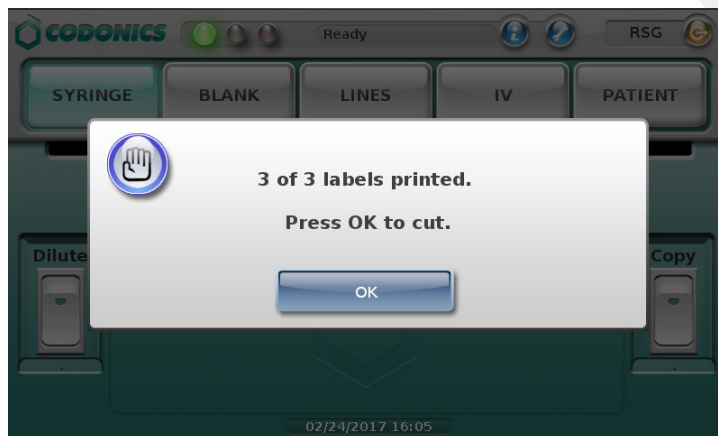 CODONICS Ready RSG
SYRINGE BLANK LINES IV PATIENT
3 of 3 labels printed.
Press OK to cut.
Dilute Copy
OK
02/24/2017 16:05